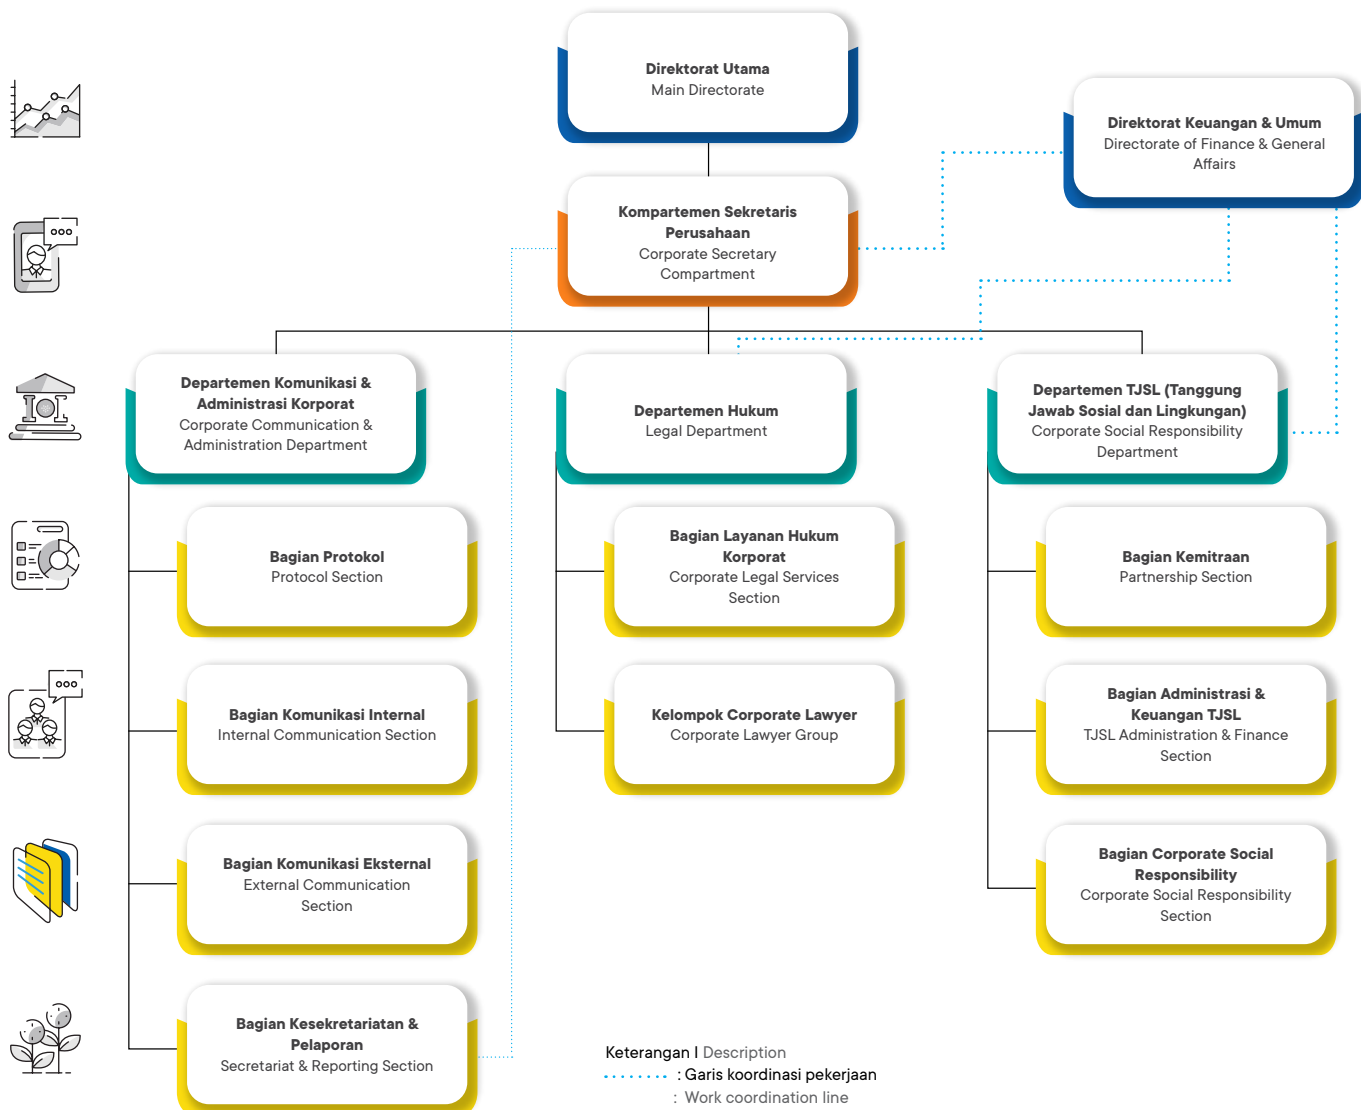 Direktorat Utama
Main Directorate
Direktorat Keuangan & Umum
Directorate of Finance & General
Affairs
Kompartemen Sekretaris
Perusahaan
Corporate Secretary
Compartment
Departemen Komunikasi &
Administrasi Korporat
Corporate Communication &
Administration Department
Departemen Hukum
Legal Department
Departemen TJSL (Tanggung
Jawab Sosial dan Lingkungan)
Corporate Social Responsibility
Department
Bagian Protokol
Protocol Section
Bagian Layanan Hukum
Korporat
Corporate Legal Services
Section
Bagian Kemitraan
Partnership Section
Bagian Komunikasi Internal
Internal Communication Section
Kelompok Corporate Lawyer
Corporate Lawyer Group
Bagian Administrasi &
Keuangan TJSL
TJSL Administration & Finance
Section
Bagian Komunikasi Eksternal
External Communication
Section
Bagian Corporate Social
Responsibility
Corporate Social Responsibility
Section
Bagian Kesekretariatan &
Pelaporan
Secretariat & Reporting Section
Keterangan I Description
: Garis koordinasi pekerjaan
: Work coordination line